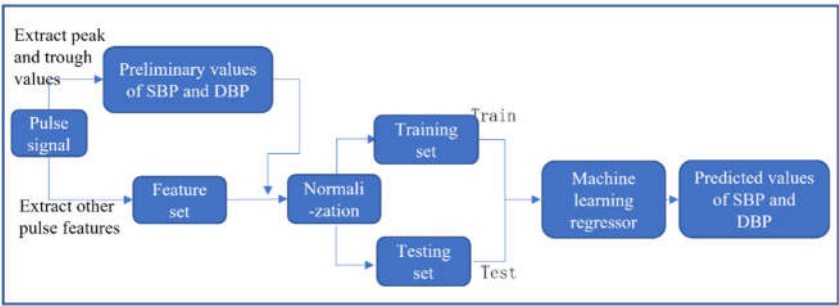 Extract peak
and trough
values
Preliminary values
of SBP and DBP
Pulse
signal
Extract other
pulse features
Feature
set
Normali
-zation
Training
set
Train
Testing
set
Test
Machine
learning
regressor
Predicted values
of SBP and
DBP